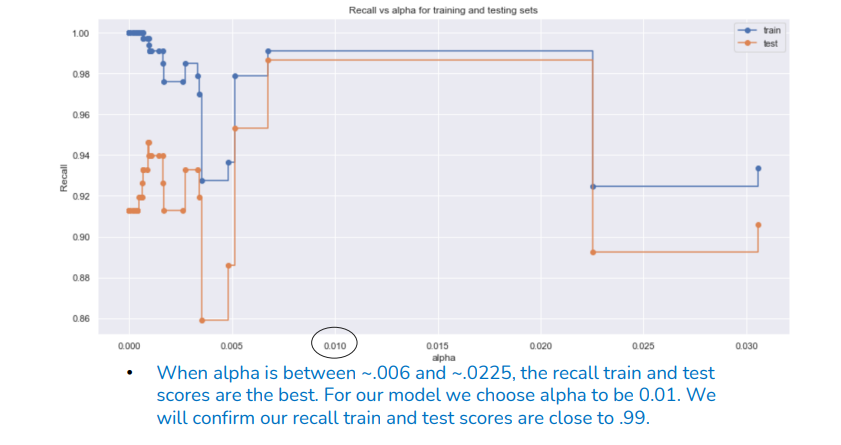 Recall vs alpha for training and testing sets
train
test
1.00
0.98
0.96
0.94
0.92
0.90
0.88
0.86
Recall
0.000 0.005 0.010 0.015 0.020 0.025 0.030
alpha
• When alpha is between ~.006 and ~.0225, the recall train and test
scores are the best. For our model we choose alpha to be 0.01. We
will confirm our recall train and test scores are close to .99.